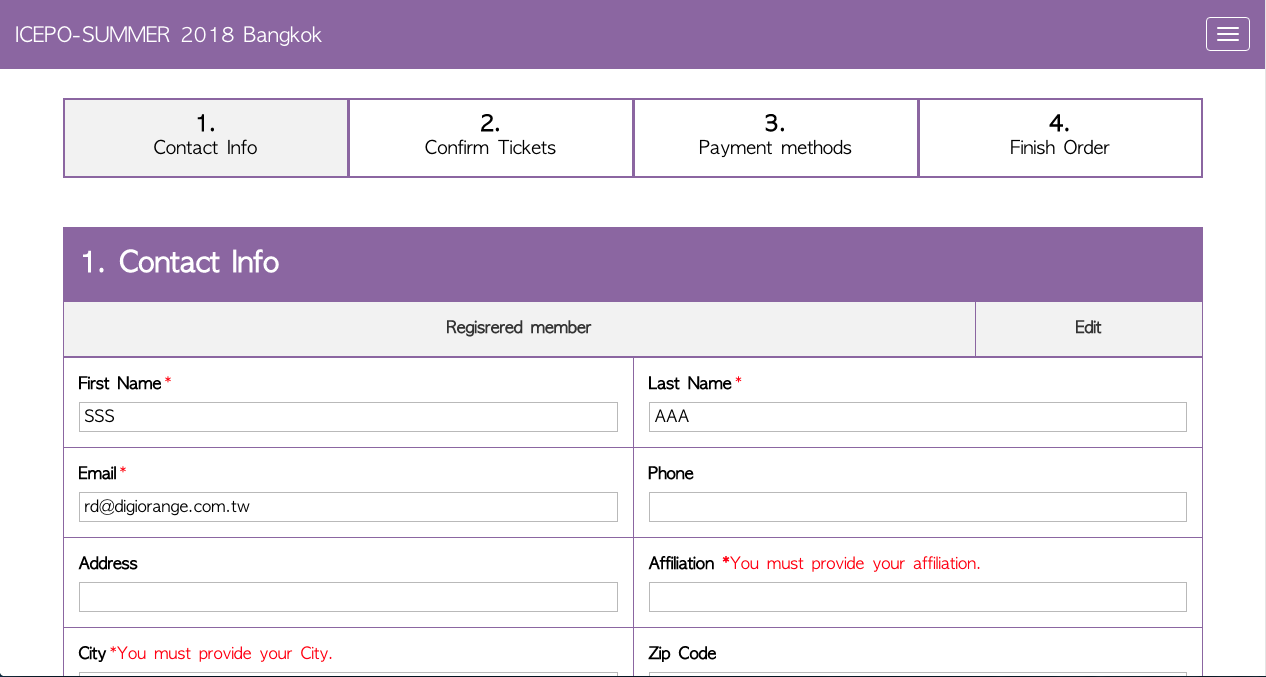 ICEPO-SUMMER 2018 Bangkok
1.
Contact Info
2.
Confirm Tickets
3.
Payment methods
4.
Finish Order
1. Contact Info
Regisrered member
Edit
First Name *
Last Name *
SSS
AAA
Email *
Phone
rd@digiorange.com.tw
Address
Affiliation *You must provide your affiliation.
City *You must provide your City.
Zip Code